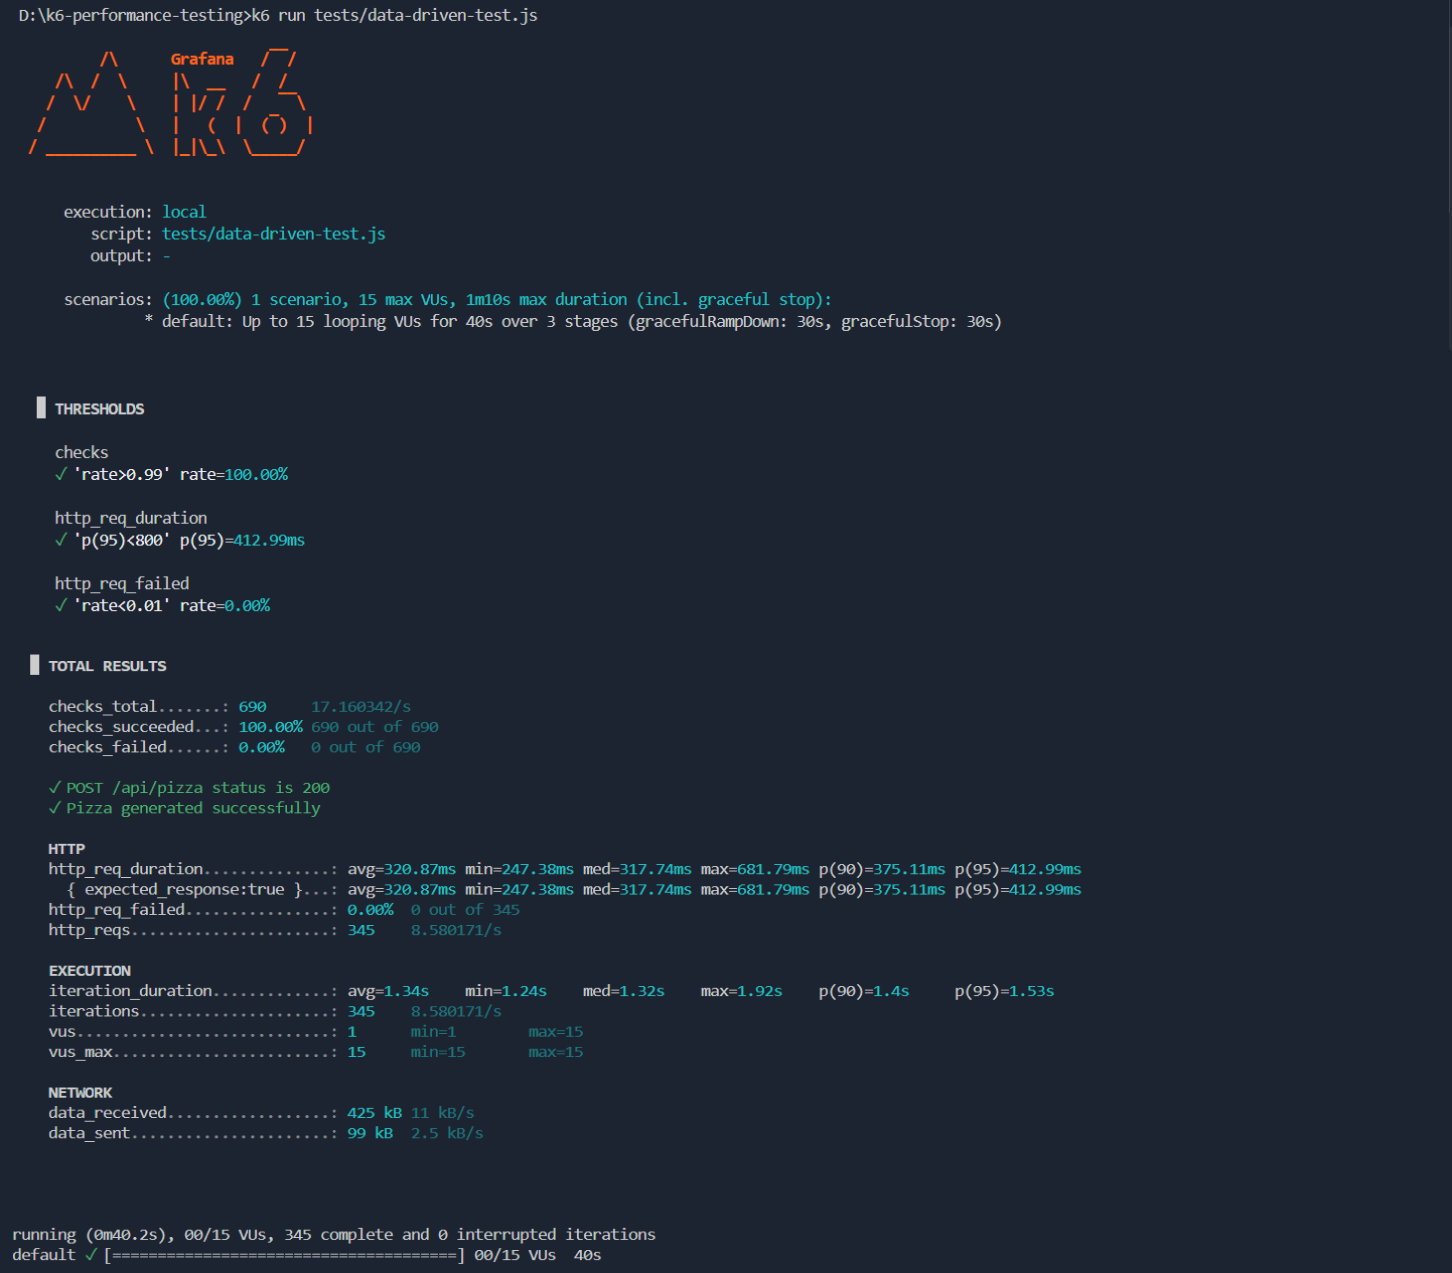 D:\k6-performance-testing>k6 run tests/data-driven-test.js
Grafana
k6
execution: local
script: tests/data-driven-test.js
output: -
scenarios: (100.00%) 1 scenario, 15 max VUs, 1m10s max duration (incl. graceful stop):
* default: Up to 15 looping VUs for 40s over 3 stages (gracefulRampDown: 30s, gracefulStop: 30s)
THRESHOLDS
checks
✓ 'rate>0.99' rate=100.00%
http_req_duration
✓ 'p(95)<800' p(95)=412.99ms
http_req_failed
✓ 'rate<0.01' rate=0.00%
TOTAL RESULTS
checks_total.......: 690 17.160342/s
checks_succeeded...: 100.00% 690 out of 690
checks_failed......: 0.00% 0 out of 690
✓ POST /api/pizza status is 200
✓ Pizza generated successfully
HTTP
http_req_duration..............: avg=320.87ms min=247.38ms med=317.74ms max=681.79ms p(90)=375.11ms p(95)=412.99ms
{ expected_response:true }...: avg=320.87ms min=247.38ms med=317.74ms max=681.79ms p(90)=375.11ms p(95)=412.99ms
http_req_failed................: 0.00% 0 out of 345
http_reqs......................: 345 8.580171/s
EXECUTION
iteration_duration.............: avg=1.34s min=1.24s med=1.32s max=1.92s p(90)=1.4s p(95)=1.53s
iterations.....................: 345 8.580171/s
vus............................: 1 min=1 max=15
vus_max........................: 15 min=15 max=15
NETWORK
data_received..................: 425 kB 11 kB/s
data_sent......................: 99 kB 2.5 kB/s
running (0m40.2s), 00/15 VUs, 345 complete and 0 interrupted iterations
default ✓ [======================================] 00/15 VUs 40s